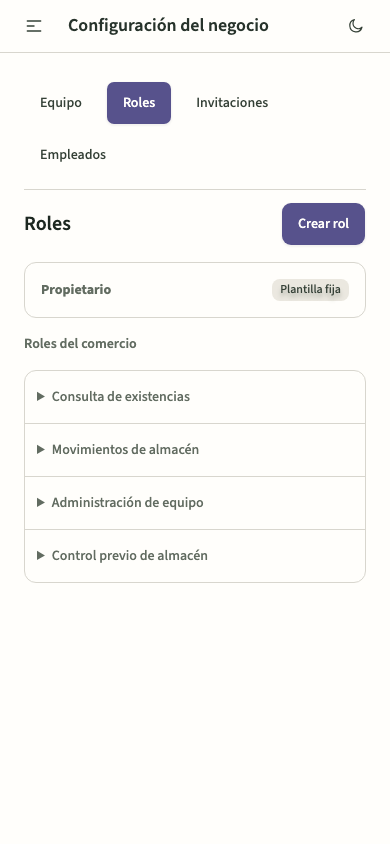 Configuración del negocio
Equipo
Roles
Invitaciones
Empleados
Roles
Crear rol
Propietario
Plantilla fija
Roles del comercio
Consulta de existencias
Movimientos de almacén
Administración de equipo
Control previo de almacén